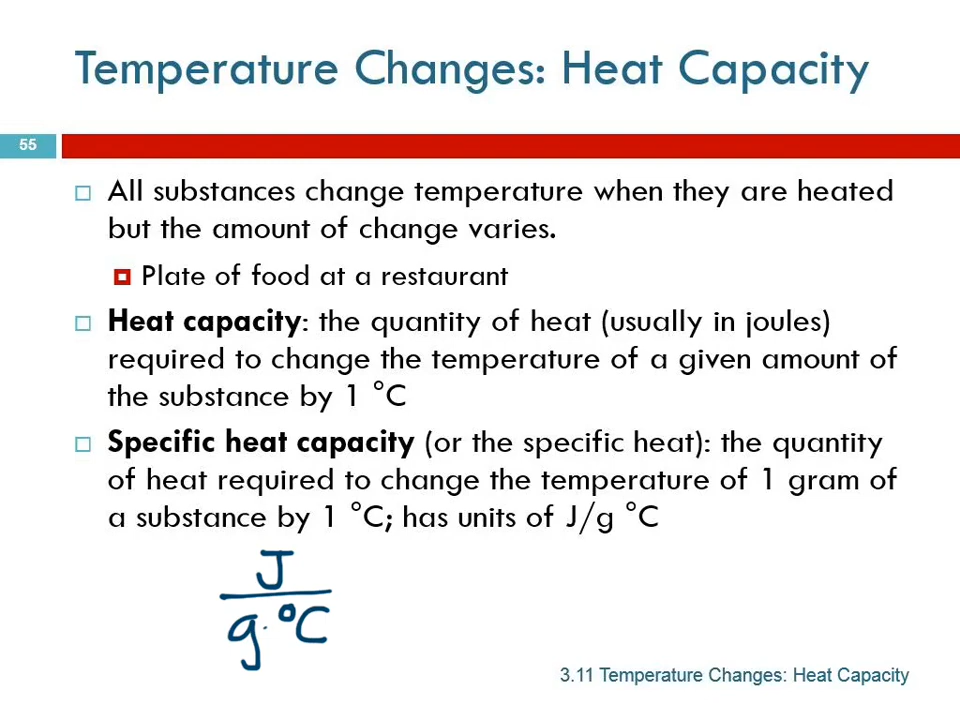 Temperature Changes: Heat Capacity
55
All substances change temperature when they are heated
but the amount of change varies.
Plate of food at a restaurant
Heat capacity: the quantity of heat (usually in joules)
required to change the temperature of a given amount of
the substance by 1 °C
Specific heat capacity (or the specific heat): the quantity
of heat required to change the temperature of 1 gram of
a substance by 1 °C; has units of J/g °C
J
g·°C
3.11 Temperature Changes: Heat Capacity